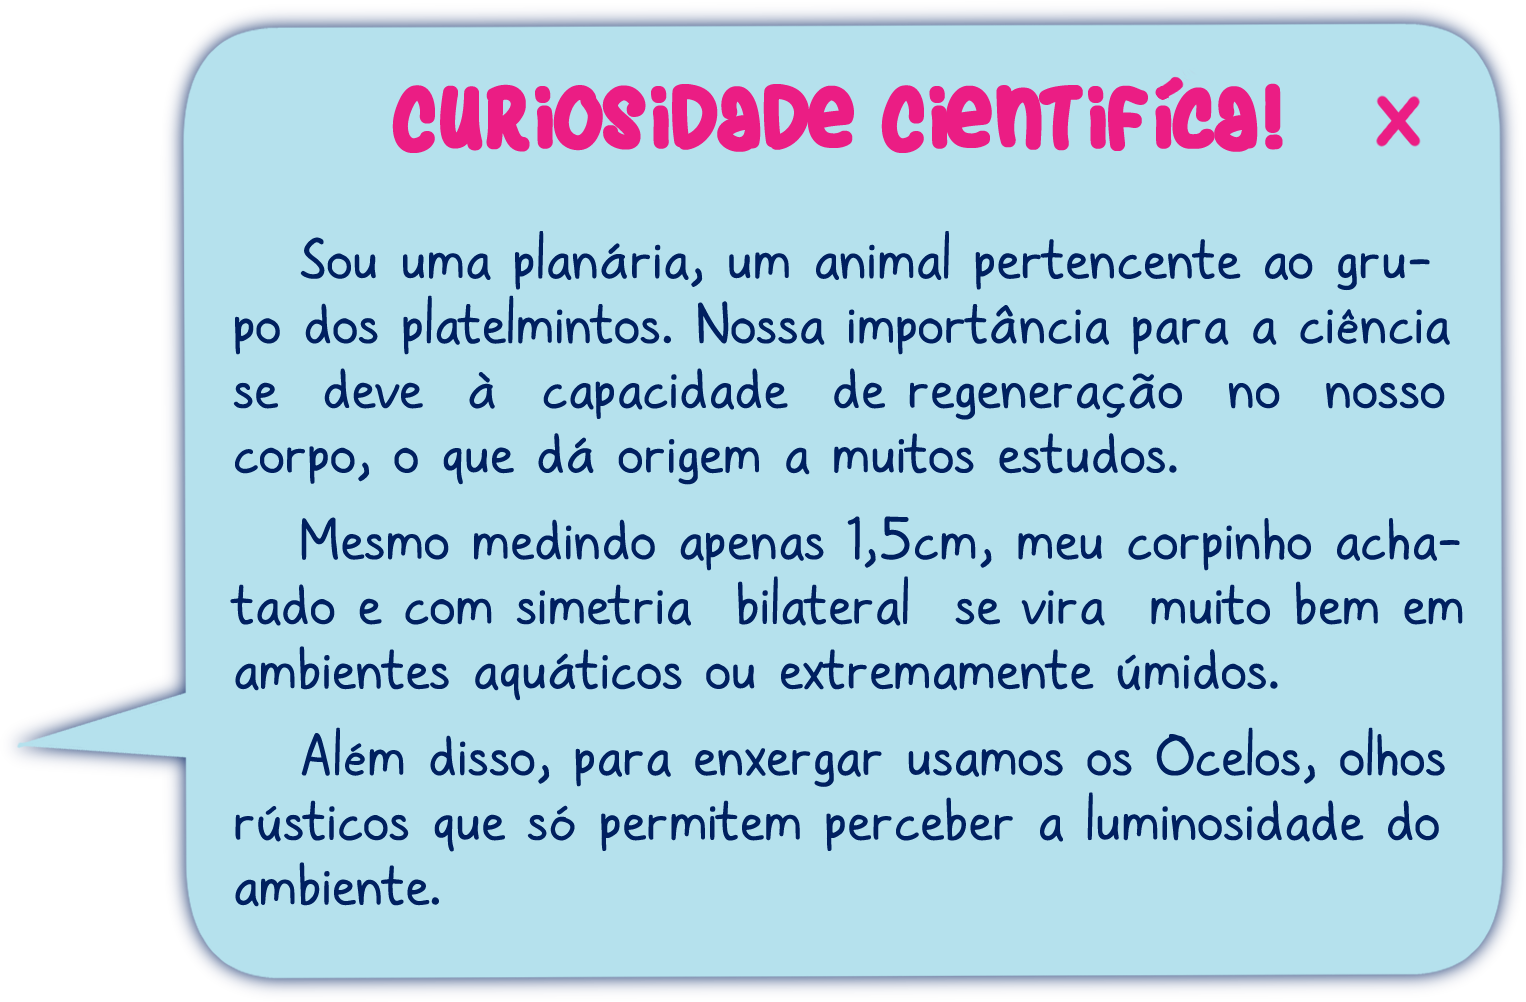 CURIOSIDADE CIENTIFÍCA! X
Sou uma planária, um animal pertencente ao gru-
po dos platelmintos. Nossa importância para a ciência
se deve à capacidade de regeneração no nosso
corpo, o que dá origem a muitos estudos.
Mesmo medindo apenas 1,5cm, meu corpinho acha-
tado e com simetria bilateral se vira muito bem em
ambientes aquáticos ou extremamente úmidos.
Além disso, para enxergar usamos os Ocelos, olhos
rústicos que só permitem perceber a luminosidade do
ambiente.